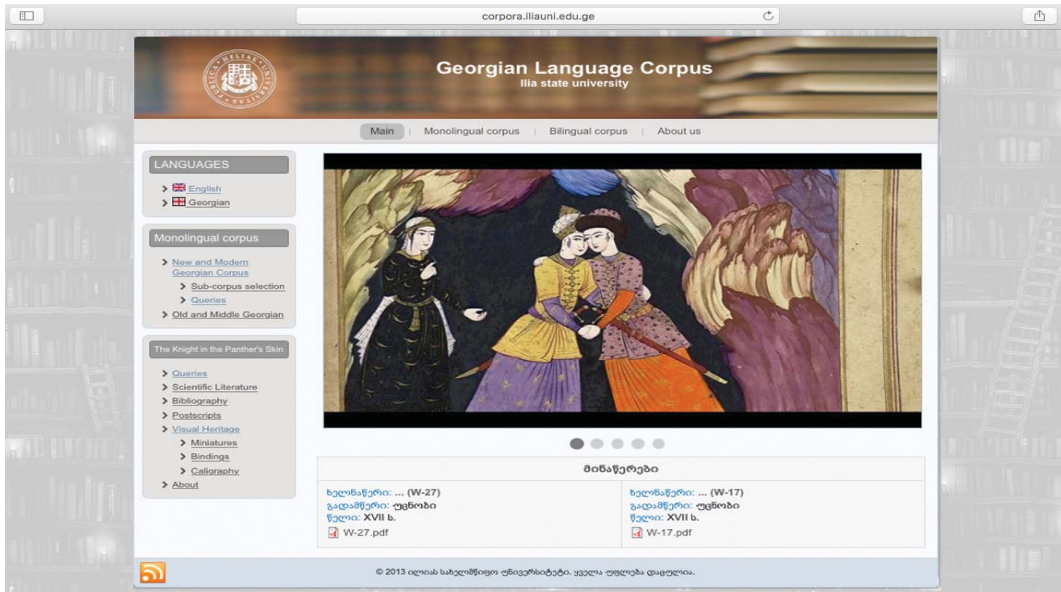 corpora.iliauni.edu.ge
Georgian Language Corpus
Ilia state university
Main | Monolingual corpus | Bilingual corpus | About us
LANGUAGES
English
Georgian
Monolingual corpus
New and Modern
Georgian Corpus
Sub-corpus selection
Queries
Old and Middle Georgian
The Knight in the Panther's Skin
Queries
Scientific Literature
Bibliography
Postscripts
Visual Heritage
Miniatures
Bindings
Caligraphy
About
მინაწერები
ხელნაწერი: ... (W-27)
გადამწერი: უცნობი
წელი: XVII ს.
W-27.pdf
ხელნაწერი: ... (W-17)
გადამწერი: უცნობი
წელი: XVII ს.
W-17.pdf
© 2013 ილიას სახელმწიფო უნივერსიტეტი. ყველა უფლება დაცულია.